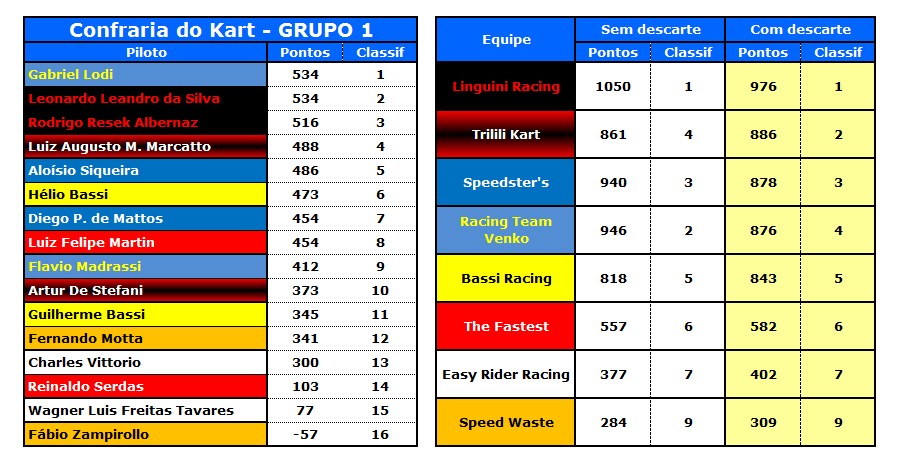 Confraria do Kart - GRUPO 1
Piloto Pontos Classif
Gabriel Lodi 534 1
Leonardo Leandro da Silva 534 2
Rodrigo Resek Albernaz 516 3
Luiz Augusto M. Marcatto 488 4
Aloísio Siqueira 486 5
Hélio Bassi 473 6
Diego P. de Mattos 454 7
Luiz Felipe Martin 454 8
Flavio Madrassi 412 9
Artur De Stefani 373 10
Guilherme Bassi 345 11
Fernando Motta 341 12
Charles Vittorio 300 13
Reinaldo Serdas 103 14
Wagner Luis Freitas Tavares 77 15
Fábio Zampirollo -57 16
Equipe Sem descarte Com descarte
Pontos Classif Pontos Classif
Linguini Racing 1050 1 976 1
Trilili Kart 861 4 886 2
Speedster's 940 3 878 3
Racing Team
Venko 946 2 876 4
Bassi Racing 818 5 843 5
The Fastest 557 6 582 6
Easy Rider Racing 377 7 402 7
Speed Waste 284 9 309 9